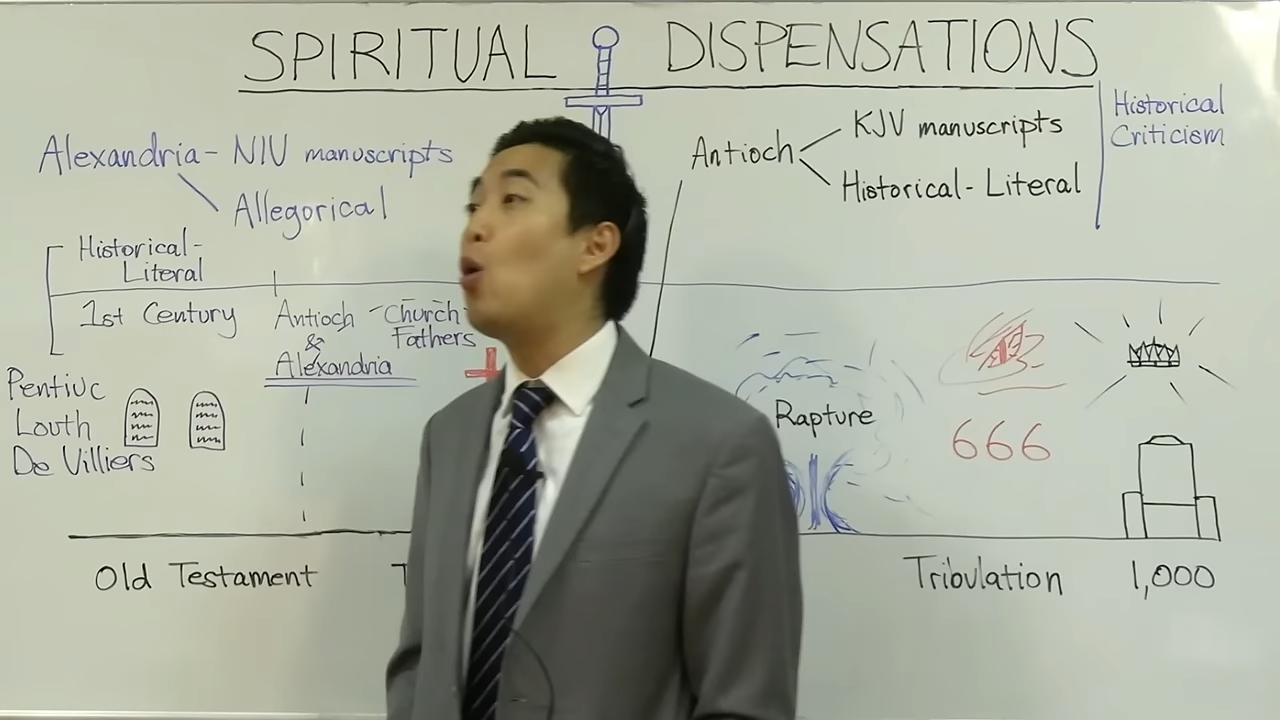 SPIRITUAL DISPENSATIONS
Alexandria - NIV manuscripts
Allegorical
Antioch
KJV manuscripts
Historical - Literal
Historical
Criticism
Historical -
Literal
1st Century
Antioch - Church
& Fathers
Alexandria
Pentiuc
Louth
De Villiers
Rapture
666
Old Testament
Tribulation
1,000